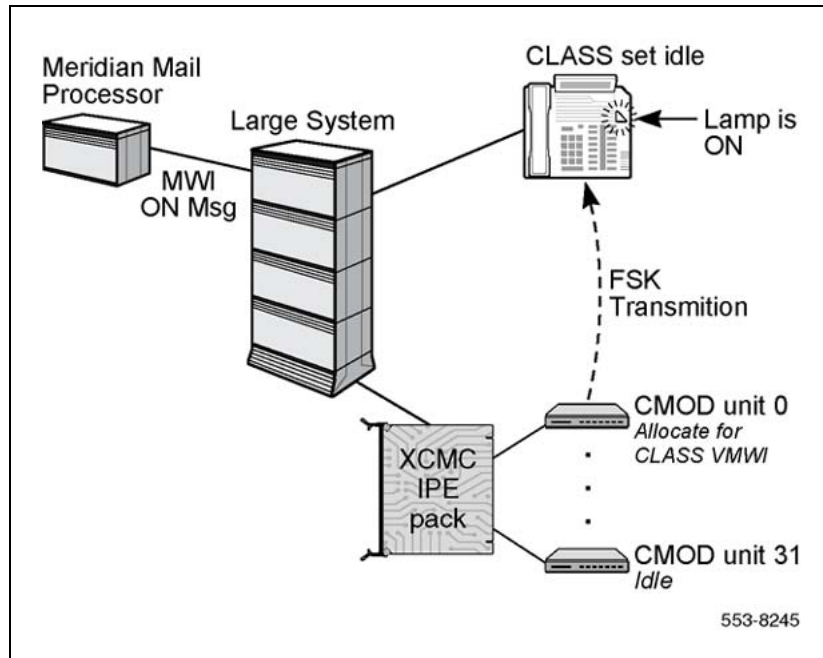 Meridian Mail
Processor
Large System
CLASS set idle
Lamp is
ON
MWI
ON Msg
FSK
Transmition
XCMC
IPE
pack
CMOD unit 0
Allocate for
CLASS VMWI
CMOD unit 31
Idle
553-8245